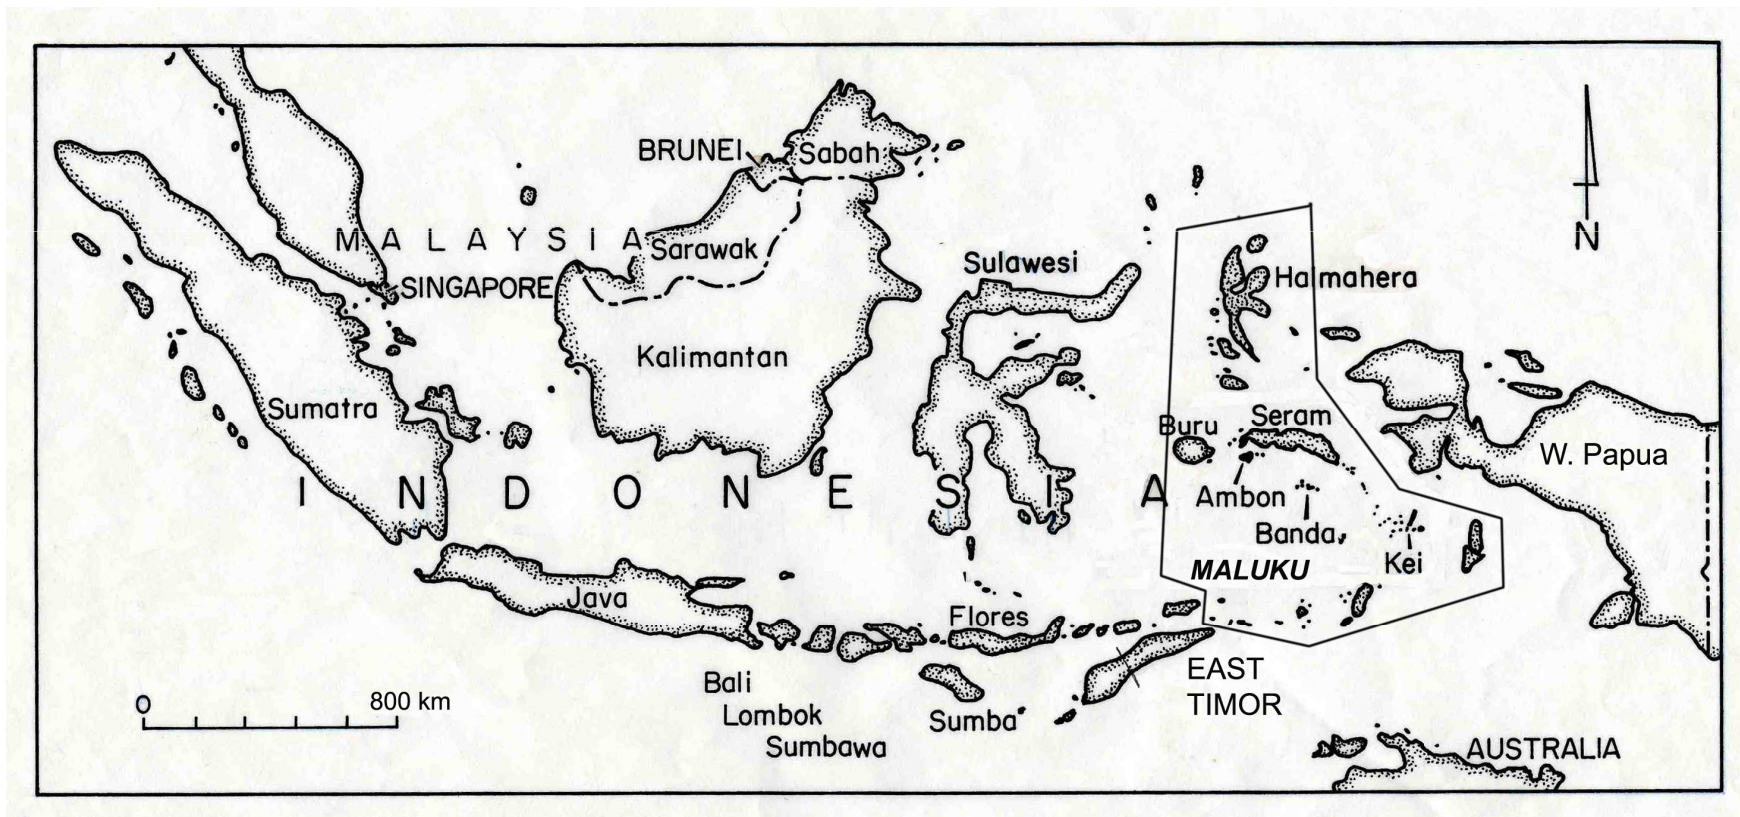 BRUNEI
Sabah
N
MALAYSIA
Sarawak
SINGAPORE
Sulawesi
Halmahera
Kalimantan
Sumatra
Buru
Seram
W. Papua
INDONESIA
Ambon
Banda
Kei
MALUKU
Java
Flores
EAST
TIMOR
Bali
Lombok
Sumbawa
Sumba
0
800 km
AUSTRALIA